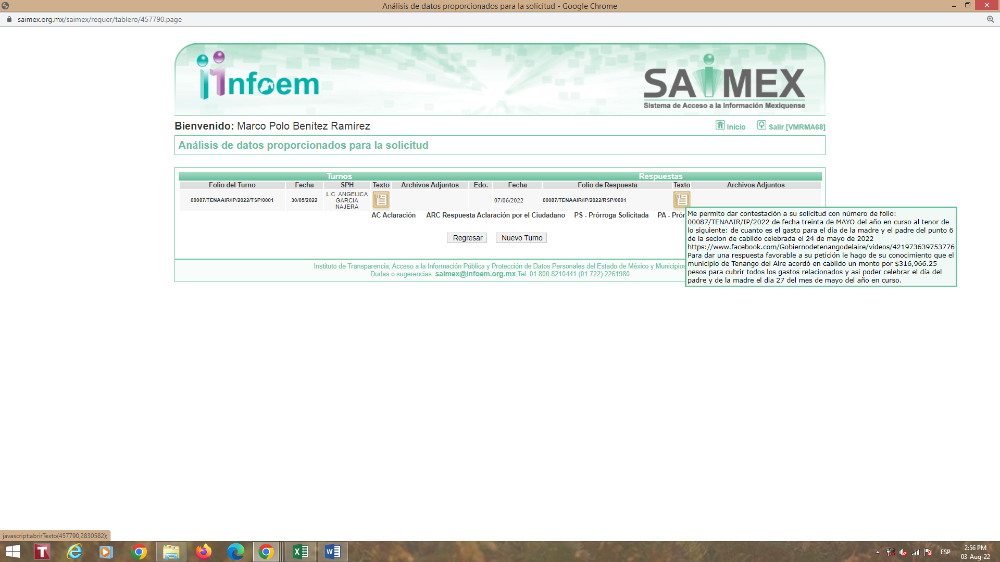 Análisis de datos proporcionados para la solicitud - Google Chrome
saimex.org.mx/saimex/requer/tablero/457790.page
infoem
SAIMEX
Sistema de Acceso a la Información Mexiquense
Bienvenido: Marco Polo Benítez Ramírez
Inicio
Salir [VMRMA68]
Análisis de datos proporcionados para la solicitud
Turnos Respuestas
Folio del Turno Fecha SPH Texto Archivos Adjuntos Edo. Fecha Folio de Respuesta Texto Archivos Adjuntos
00087/TENAAIR/IP/2022/TSP/0001 30/05/2022 L.C. ANGELICA GARCIA NAJERA 07/06/2022 00087/TENAAIR/IP/2022/RSP/0001
AC Aclaración ARC Respuesta Aclaración por el Ciudadano PS - Prórroga Solicitada PA - Prór
Me permito dar contestación a su solicitud con número de folio:
00087/TENAAIR/IP/2022 de fecha treinta de MAYO del año en curso al tenor de
lo siguiente: de cuanto es el gasto para el dia de la madre y el padre del punto 6
de la secion de cabildo celebrada el 24 de mayo de 2022
https://www.facebook.com/Gobiernodetenangodelaire/videos/421973639753776
Para dar una respuesta favorable a su petición le hago de su conocimiento que el
municipio de Tenango del Aire acordó en cabildo un monto por $316,966.25
pesos para cubrir todos los gastos relacionados y asi poder celebrar el día del
padre y de la madre el dia 27 del mes de mayo del año en curso.
Regresar Nuevo Turno
Instituto de Transparencia, Acceso a la Información Pública y Protección de Datos Personales del Estado de México y Municipios
Dudas o sugerencias: saimex@infoem.org.mx Tel. 01 800 8210441 (01 722) 2261980
javascript:abrirTexto(457790,2830582);
ESP
2:56 PM
03-Aug-22